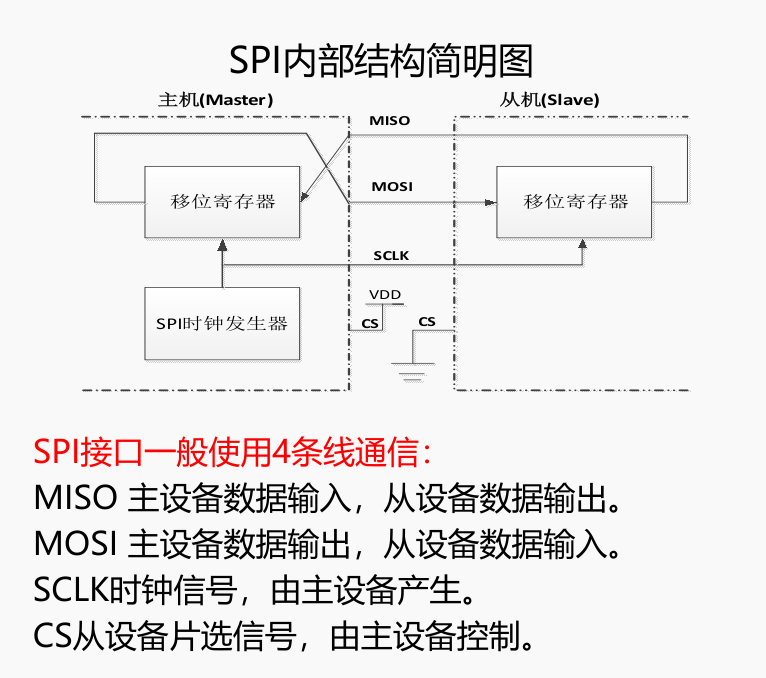 SPI内部结构简明图
主机(Master)
从机(Slave)
MISO
移位寄存器
MOSI
移位寄存器
SCLK
SPI时钟发生器
VDD
CS
CS
SPI接口一般使用4条线通信：
MISO 主设备数据输入，从设备数据输出。
MOSI 主设备数据输出，从设备数据输入。
SCLK时钟信号，由主设备产生。
CS从设备片选信号，由主设备控制。